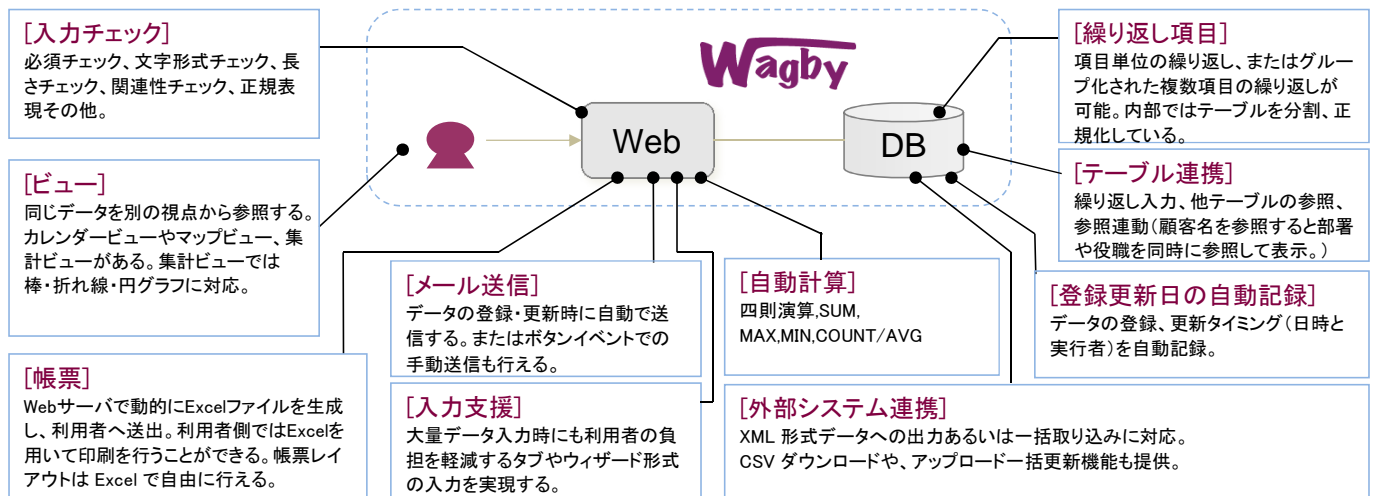 [入力チェック]
必須チェック、文字形式チェック、長
さチェック、関連性チェック、正規表
現その他。
Wagby
Web
DB
[繰り返し項目]
項目単位の繰り返し、またはグルー
プ化された複数項目の繰り返しが
可能。内部ではテーブルを分割、正
規化している。
[ビュー]
同じデータを別の視点から参照する。
カレンダービューやマップビュー、集
計ビューがある。集計ビューでは
棒・折れ線・円グラフに対応。
[テーブル連携]
繰り返し入力、他テーブルの参照、
参照連動(顧客名を参照すると部署
や役職を同時に参照して表示。)
[メール送信]
データの登録・更新時に自動で送
信する。またはボタンイベントでの
手動送信も行える。
[自動計算]
四則演算,SUM,
MAX,MIN,COUNT/AVG
[登録更新日の自動記録]
データの登録、更新タイミング(日時と
実行者)を自動記録。
[帳票]
Webサーバで動的にExcelファイルを生成
し、利用者へ送出。利用者側ではExcelを
用いて印刷を行うことができる。帳票レイ
アウトは Excel で自由に行える。
[入力支援]
大量データ入力時にも利用者の負
担を軽減するタブやウィザード形式
の入力を実現する。
[外部システム連携]
XML 形式データへの出力あるいは一括取り込みに対応。
CSV ダウンロードや、アップロード一括更新機能も提供。